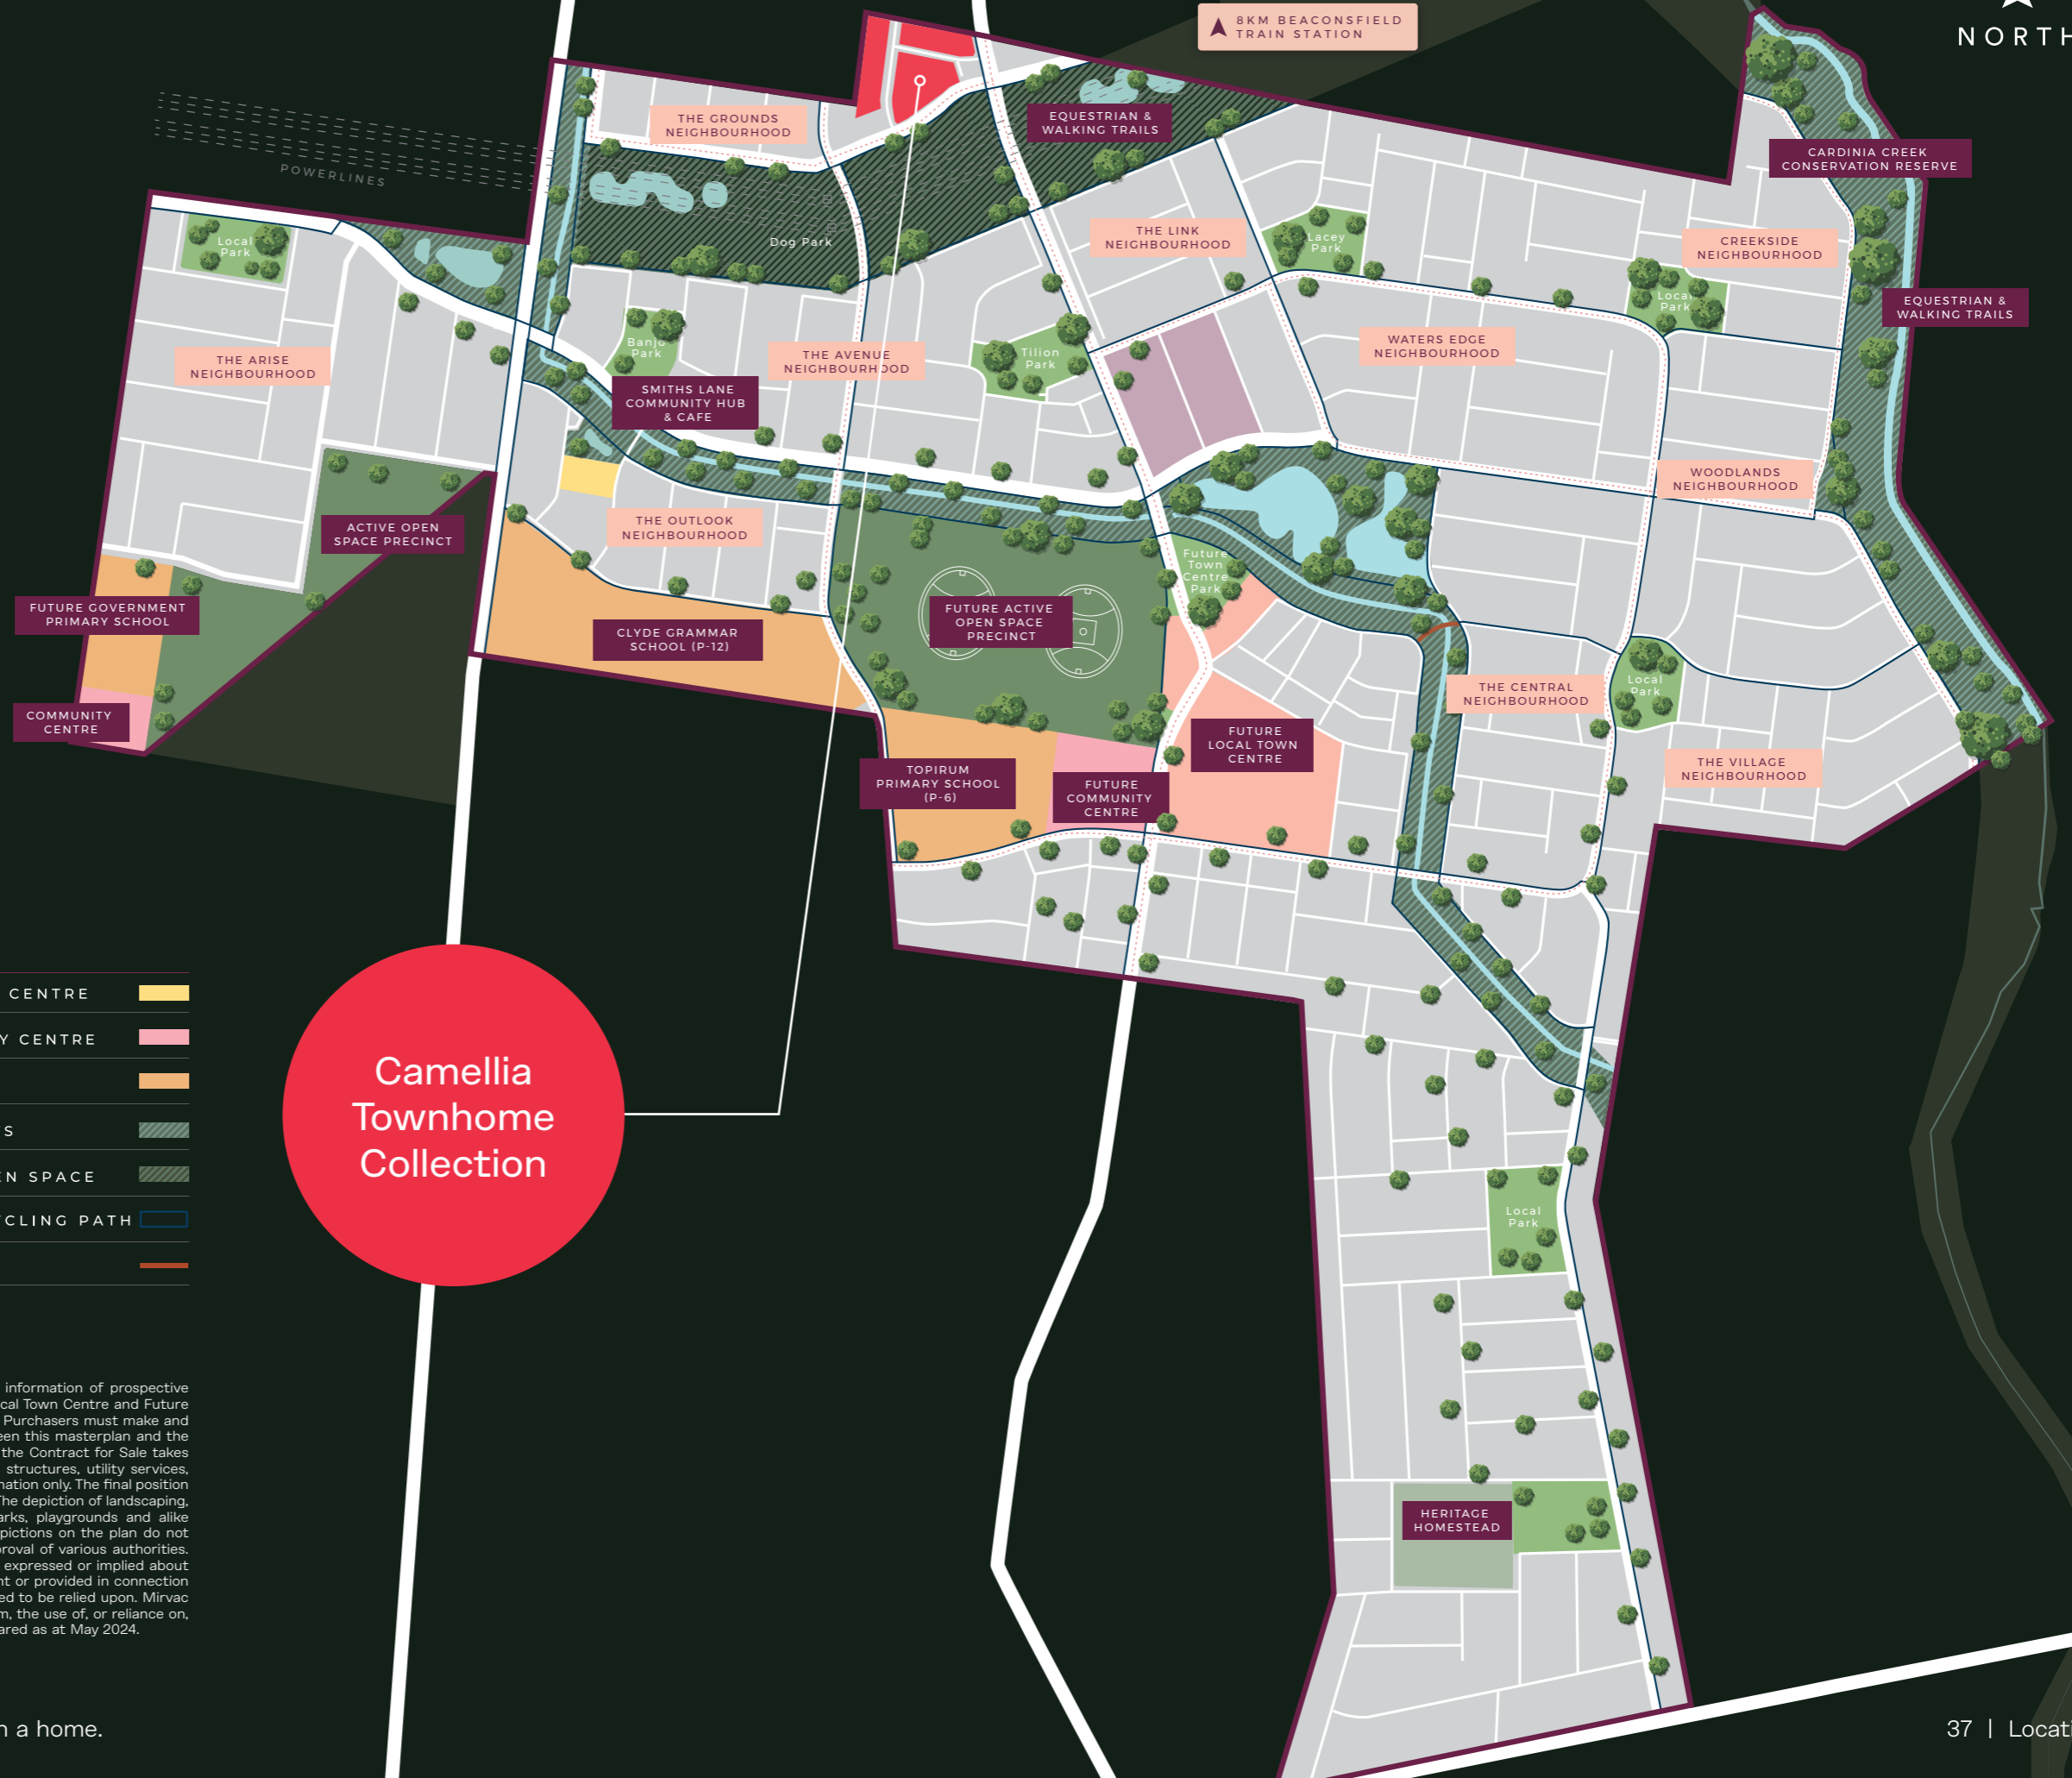 8KM BEACONSFIELD
TRAIN STATION
NORTH
THE GROUNDS
NEIGHBOURHOOD
EQUESTRIAN &
WALKING TRAILS
CARDINIA CREEK
CONSERVATION RESERVE
POWERLINES
Local
Park
Dog Park
THE LINK
NEIGHBOURHOOD
Lacey
Park
CREEKSIDE
NEIGHBOURHOOD
Local
Park
EQUESTRIAN &
WALKING TRAILS
THE ARISE
NEIGHBOURHOOD
Banjo
Park
THE AVENUE
NEIGHBOURHOOD
Tilion
Park
WATERS EDGE
NEIGHBOURHOOD
SMITHS LANE
COMMUNITY HUB
& CAFE
WOODLANDS
NEIGHBOURHOOD
ACTIVE OPEN
SPACE PRECINCT
THE OUTLOOK
NEIGHBOURHOOD
Future
Town
Centre
Park
FUTURE GOVERNMENT
PRIMARY SCHOOL
CLYDE GRAMMAR
SCHOOL (P-12)
FUTURE ACTIVE
OPEN SPACE
PRECINCT
COMMUNITY
CENTRE
THE CENTRAL
NEIGHBOURHOOD
Local
Park
FUTURE
LOCAL TOWN
CENTRE
THE VILLAGE
NEIGHBOURHOOD
TOPIRUM
PRIMARY SCHOOL
(P-6)
FUTURE
COMMUNITY
CENTRE
CENTRE
Y CENTRE
S
EN SPACE
CYCLING PATH
Camellia
Townhome
Collection
Local
Park
HERITAGE
HOMESTEAD
information of prospective
cal Town Centre and Future
Purchasers must make and
een this masterplan and the
the Contract for Sale takes
structures, utility services,
mation only. The final position
The depiction of landscaping,
arks, playgrounds and alike
pictions on the plan do not
proval of various authorities.
expressed or implied about
nt or provided in connection
ed to be relied upon. Mirvac
m, the use of, or reliance on,
ared as at May 2024.
n a home.
37 | Locati